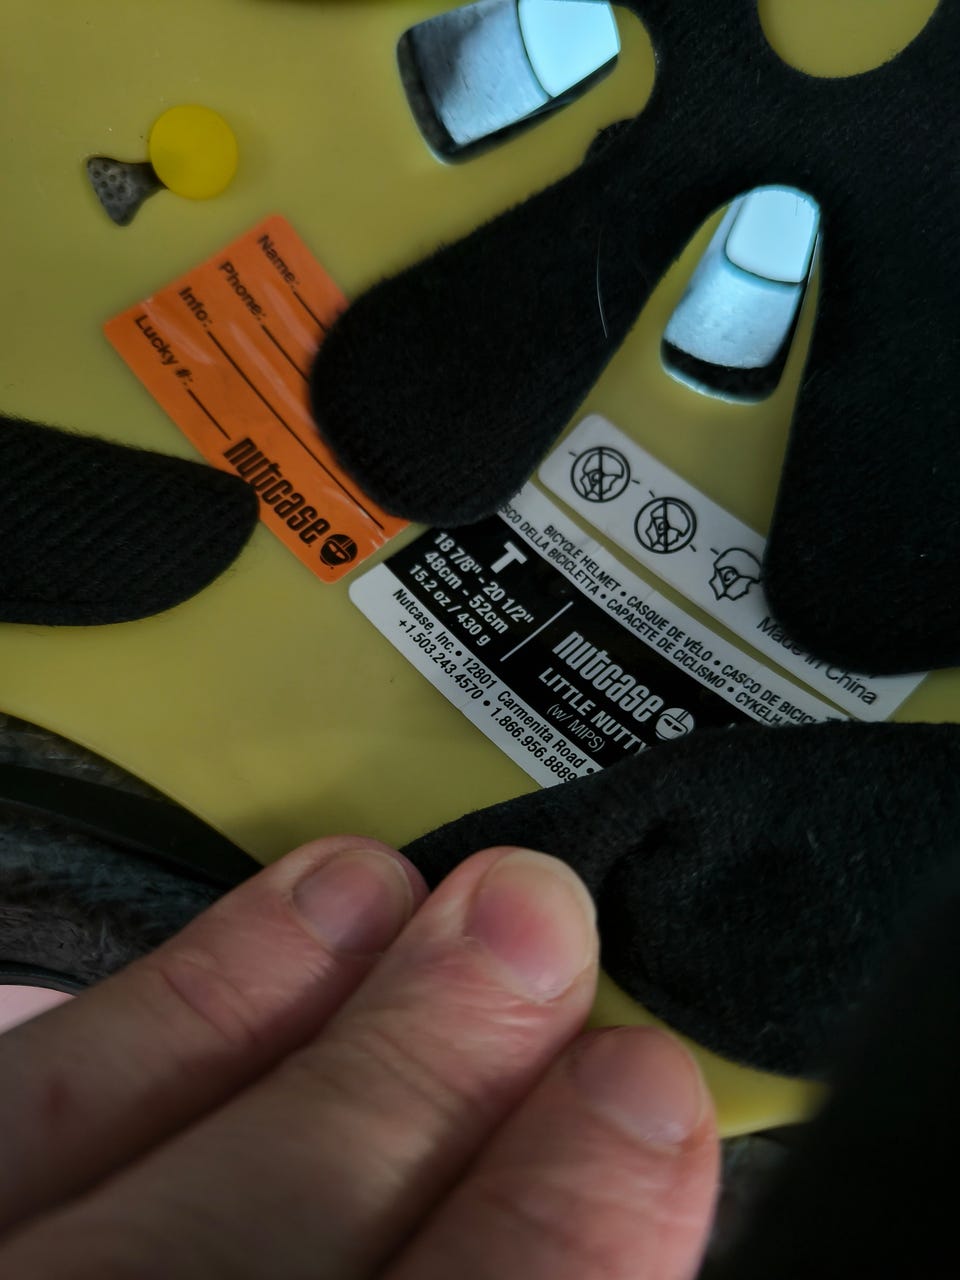 Name:
Phone:
Info:
Lucky #:
nutcase
Made in China
BICYCLE HELMET • CASQUE DE VÉLO • CASCO DE BICIC
DELLA BICICLETTA • CAPACETE DE CICLISMO • CYKELH
T
18 7/8" - 20 1/2"
48cm - 52cm
15.2 oz / 430 g
nutcase
LITTLE NUTTY
(w/ MIPS)
Nutcase, Inc. • 12801 Carmenita Road •
+1.503.243.4570 • 1.866.956.8889